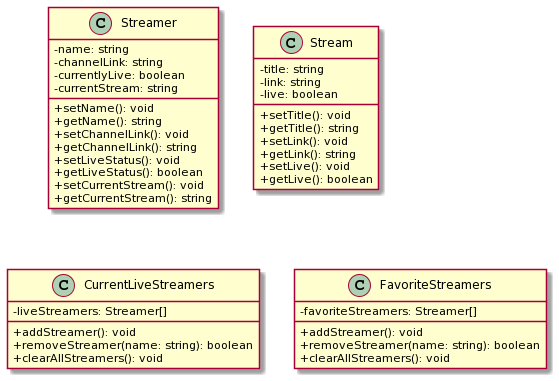 C Streamer
-name: string
-channelLink: string
-currentlyLive: boolean
-currentStream: string
+setName(): void
+getName(): string
+setChannelLink(): void
+getChannelLink(): string
+setLiveStatus(): void
+getLiveStatus(): boolean
+setCurrentStream(): void
+getCurrentStream(): string
C Stream
-title: string
-link: string
-live: boolean
+setTitle(): void
+getTitle(): string
+setLink(): void
+getLink(): string
+setLive(): void
+getLive(): boolean
C CurrentLiveStreamers
-liveStreamers: Streamer[]
+addStreamer(): void
+removeStreamer(name: string): boolean
+clearAllStreamers(): void
C FavoriteStreamers
-favoriteStreamers: Streamer[]
+addStreamer(): void
+removeStreamer(name: string): boolean
+clearAllStreamers(): void